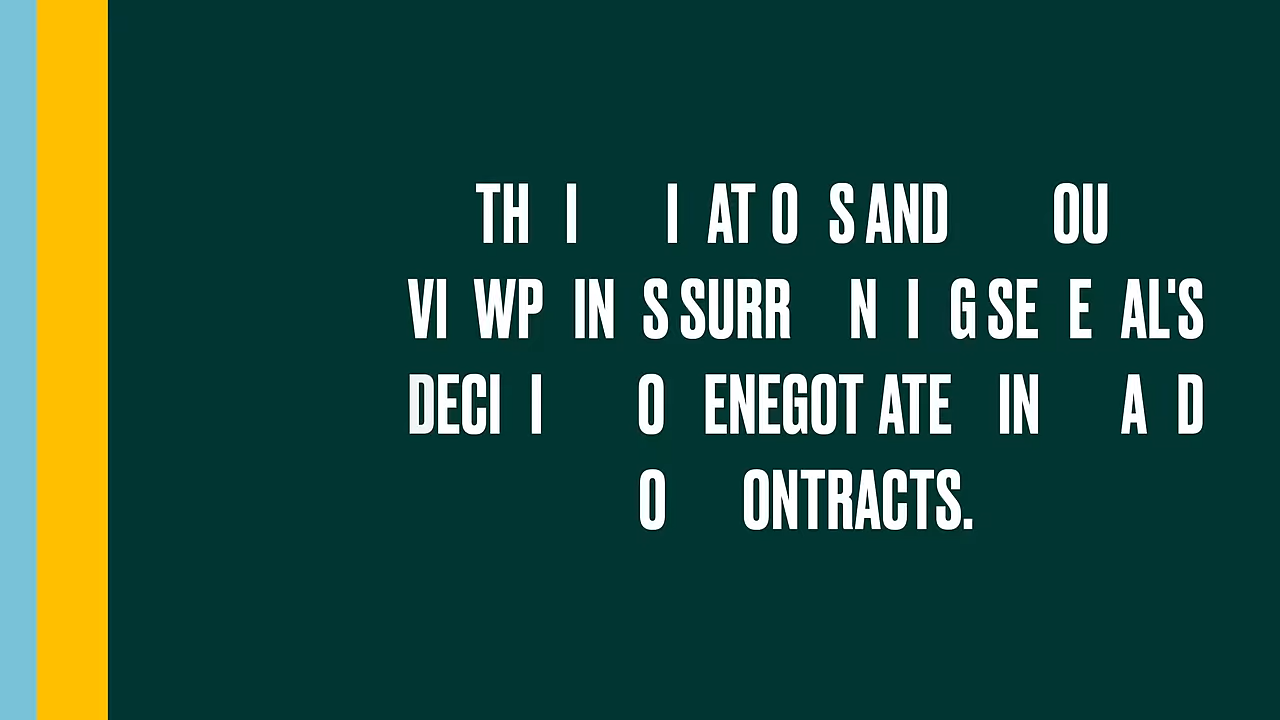 TH I I AT O S AND OU
VI WP IN S SURR N I G SE E AL'S
DECI I O ENEGOT ATE IN A D
O ONTRACTS.